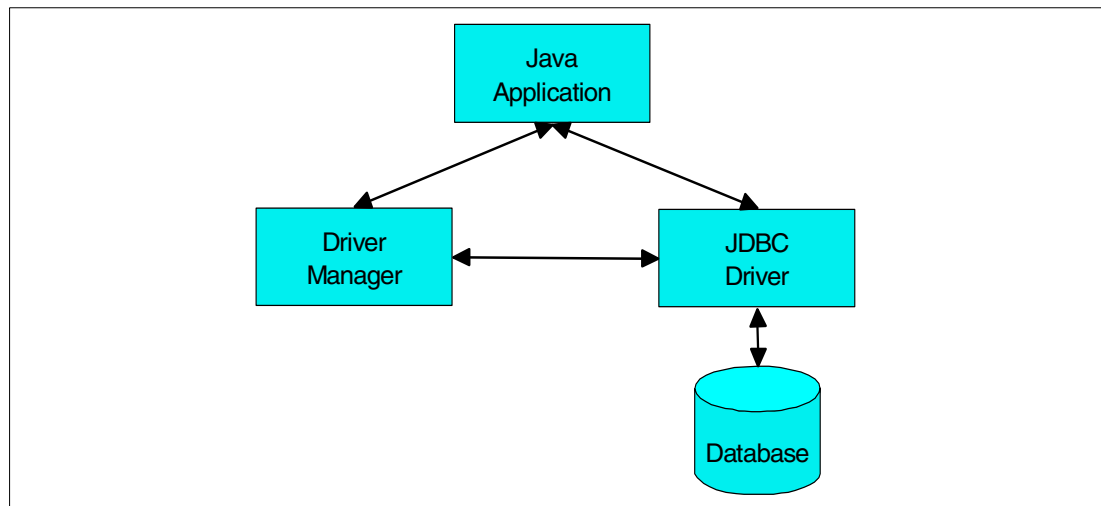 Java
Application
Driver
Manager
JDBC
Driver
Database